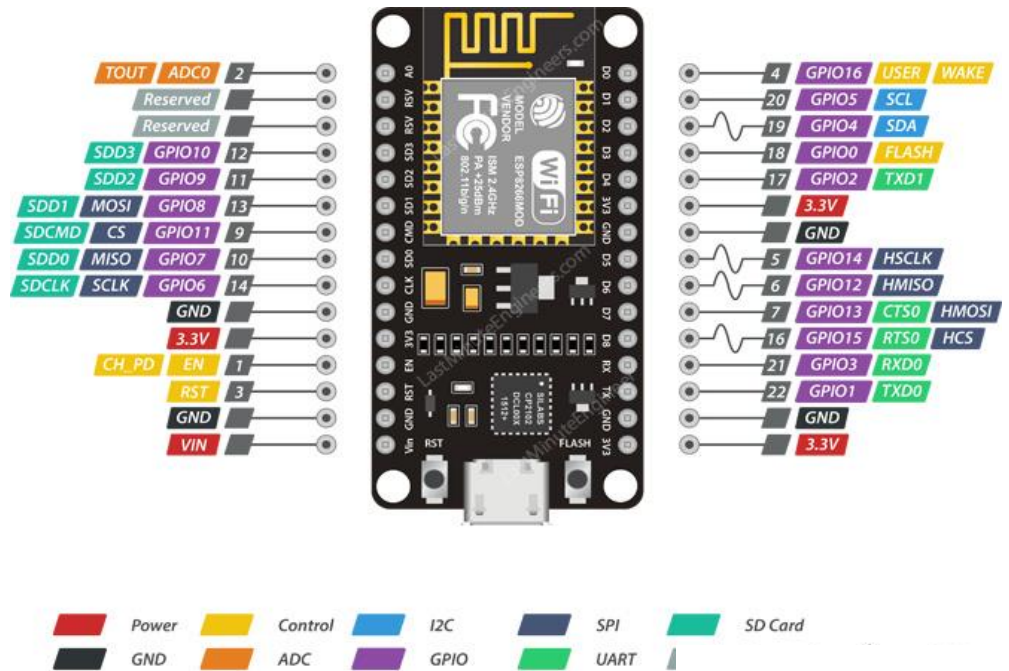 TOUT ADC0 2
Reserved
Reserved
SDD3 GPIO10 12
SDD2 GPIO9 11
SDD1 MOSI GPIO8 13
SDCMD CS GPIO11 9
SDD0 MISO GPIO7 10
SDCLK SCLK GPIO6 14
GND
3.3V
CH_PD EN 1
RST 3
GND
VIN
A0
RSV
RSV
SD3
SD2
SD1
CMD
SD0
CLK
GND
3V3
EN
RST
GND
Vin
MODEL
VENDOR
ESP8266MOD
FC
WiFi
ISM 2.4GHz
PA +25dBm
802.11b/g/n
LastMinuteEngineers.com
SILABS
CP2102
DCL00X
1512+
RST
FLASH
D0
D1
D2
D3
D4
3V3
GND
D5
D6
D7
D8
RX
TX
GND
3V3
4 GPIO16 USER WAKE
20 GPIO5 SCL
19 GPIO4 SDA
18 GPIO0 FLASH
17 GPIO2 TXD1
3.3V
GND
5 GPIO14 HSCLK
6 GPIO12 HMISO
7 GPIO13 CTS0 HMOSI
16 GPIO15 RTS0 HCS
21 GPIO3 RXD0
22 GPIO1 TXD0
GND
3.3V
Power Control I2C SPI SD Card
GND ADC GPIO UART